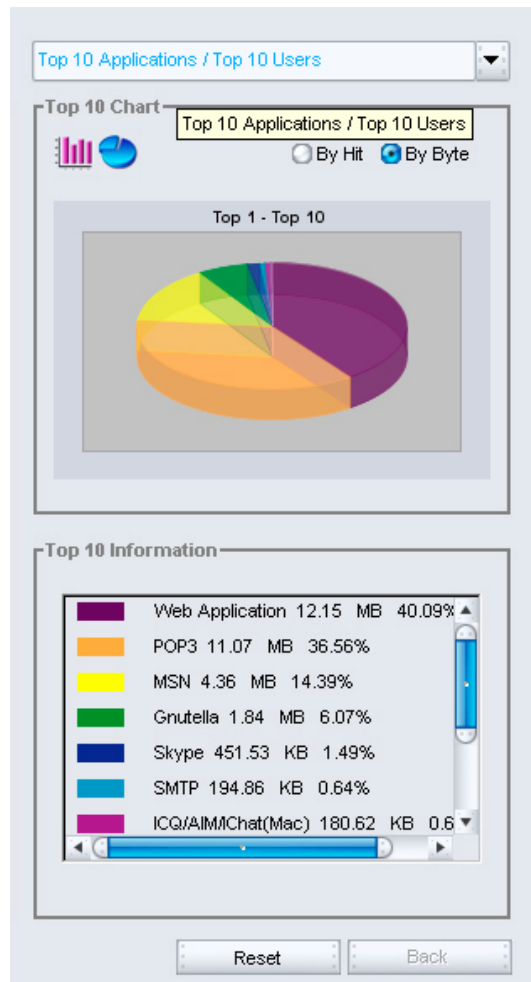 Top 10 Applications / Top 10 Users
Top 10 Chart
Top 10 Applications / Top 10 Users
By Hit By Byte
Top 1 - Top 10
Top 10 Information
Web Application 12.15 MB 40.09%
POP3 11.07 MB 36.56%
MSN 4.36 MB 14.39%
Gnutella 1.84 MB 6.07%
Skype 451.53 KB 1.49%
SMTP 194.86 KB 0.64%
ICQ/AIM/iChat(Mac) 180.62 KB 0.6
Reset Back